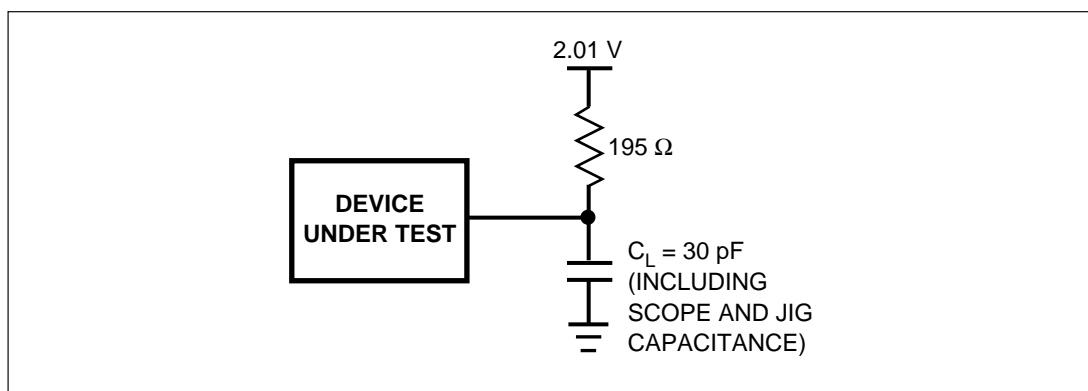 2.01 V
195 Ω
DEVICE
UNDER TEST
C_L = 30 pF
(INCLUDING
SCOPE AND JIG
CAPACITANCE)